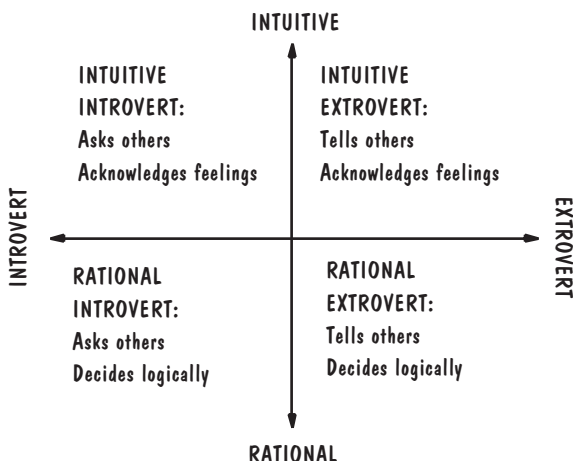 INTUITIVE
INTUITIVE
INTROVERT:
Asks others
Acknowledges feelings
INTUITIVE
EXTROVERT:
Tells others
Acknowledges feelings
INTROVERT
EXTROVERT
RATIONAL
INTROVERT:
Asks others
Decides logically
RATIONAL
EXTROVERT:
Tells others
Decides logically
RATIONAL